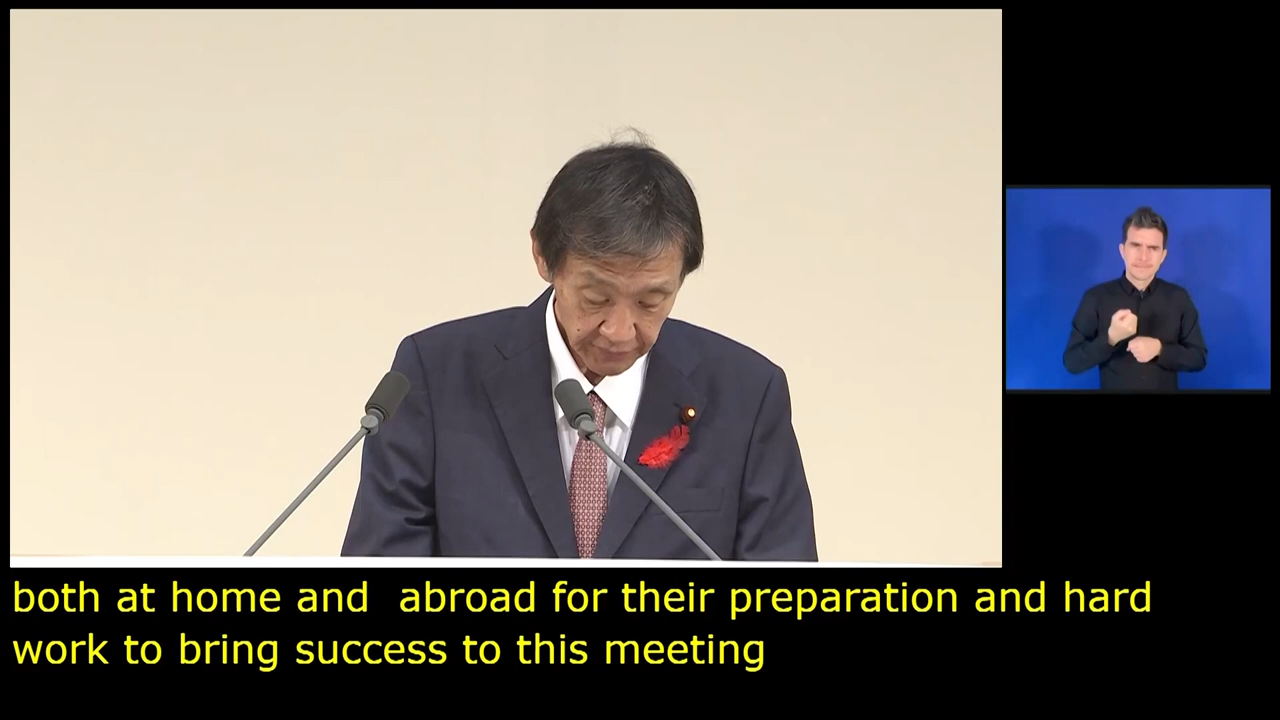 both at home and  abroad for their preparation and hard
work to bring success to this meeting